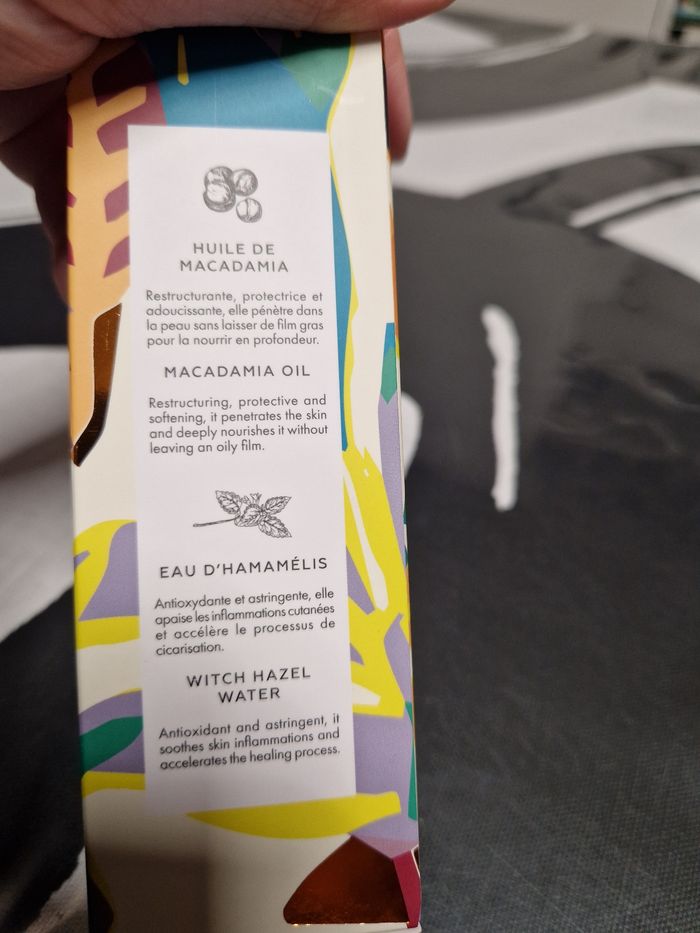 HUILE DE
MACADAMIA
Restructurante, protectrice et
adoucissante, elle pénètre dans
la peau sans laisser de film gras
pour la nourrir en profondeur.
MACADAMIA OIL
Restructuring, protective and
softening, it penetrates the skin
and deeply nourishes it without
leaving an oily film.
EAU D'HAMAMÉLIS
Antioxydante et astringente, elle
apaise les inflammations cutanées
et accélère le processus de
cicarisation.
WITCH HAZEL
WATER
Antioxidant and astringent, it
soothes skin inflammations and
accelerates the healing process.